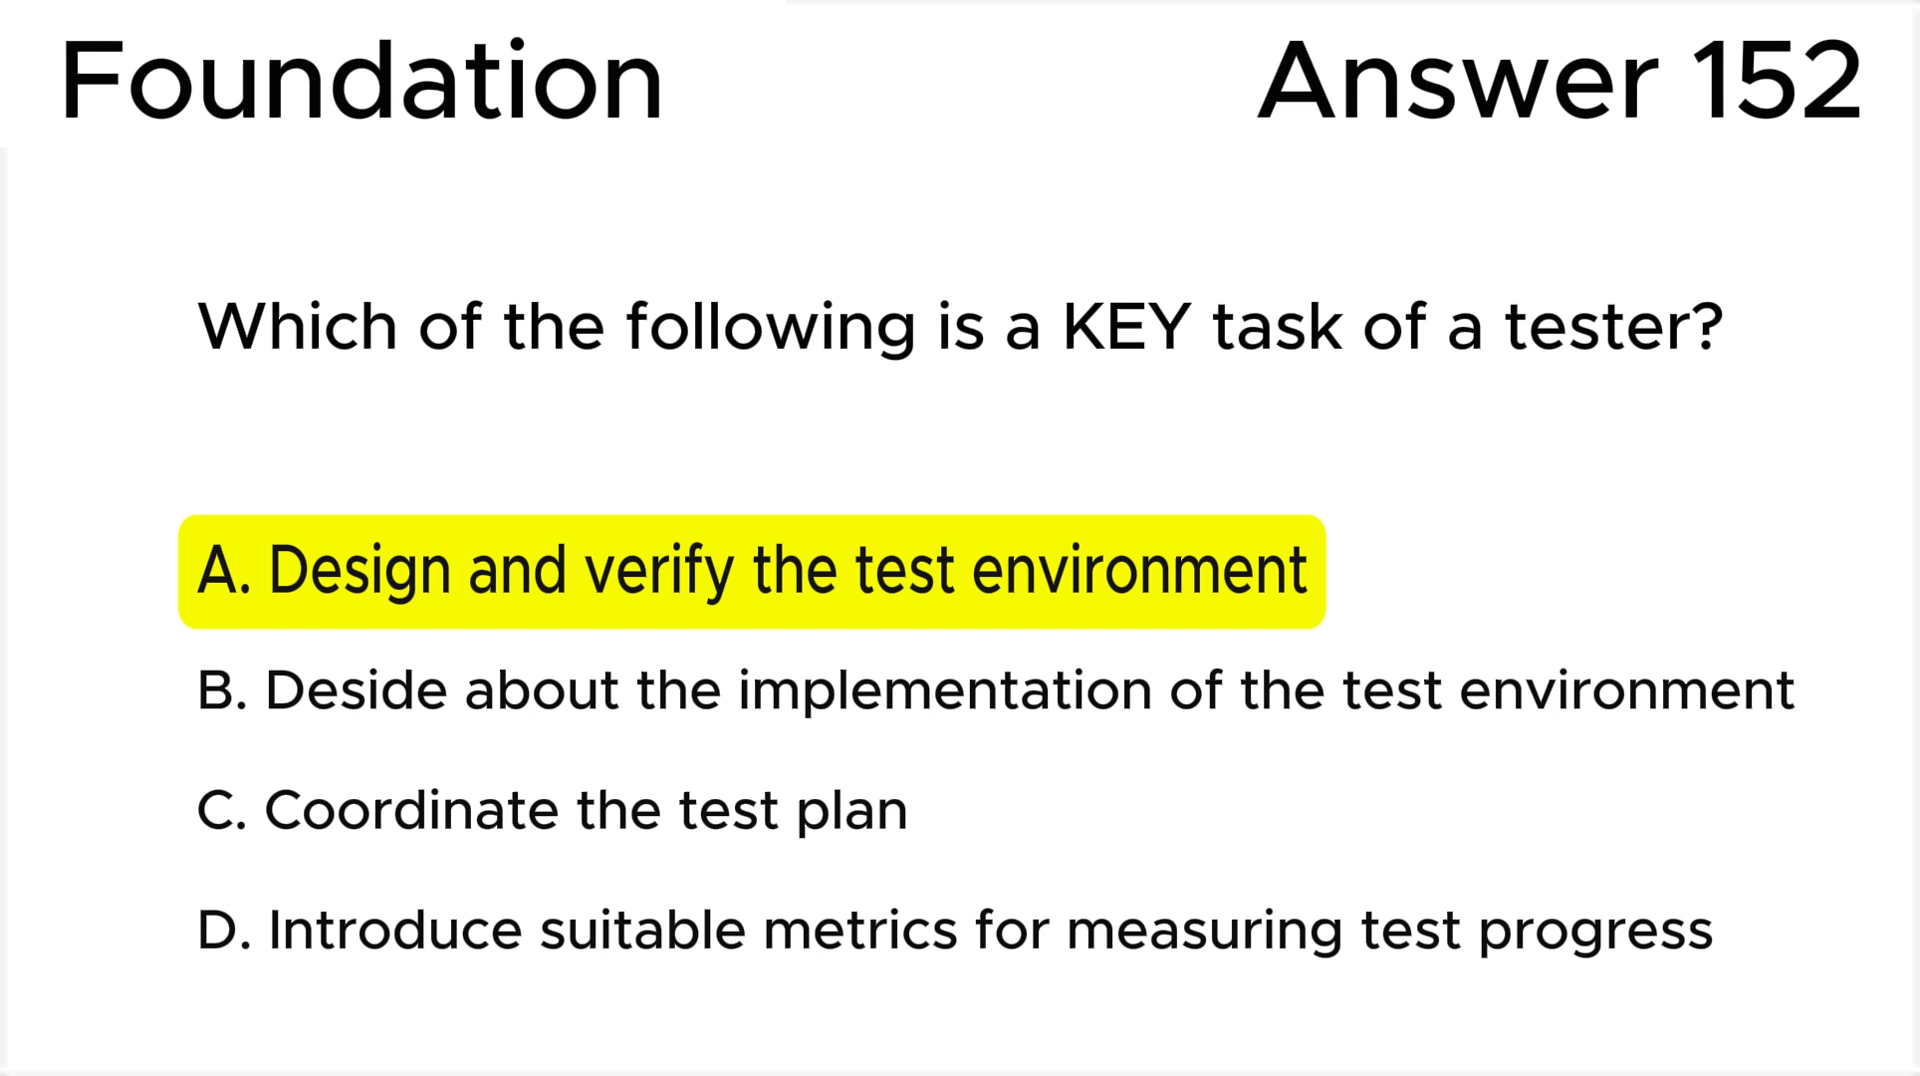 Foundation
Answer 152
Which of the following is a KEY task of a tester?
A. Design and verify the test environment
B. Deside about the implementation of the test environment
C. Coordinate the test plan
D. Introduce suitable metrics for measuring test progress